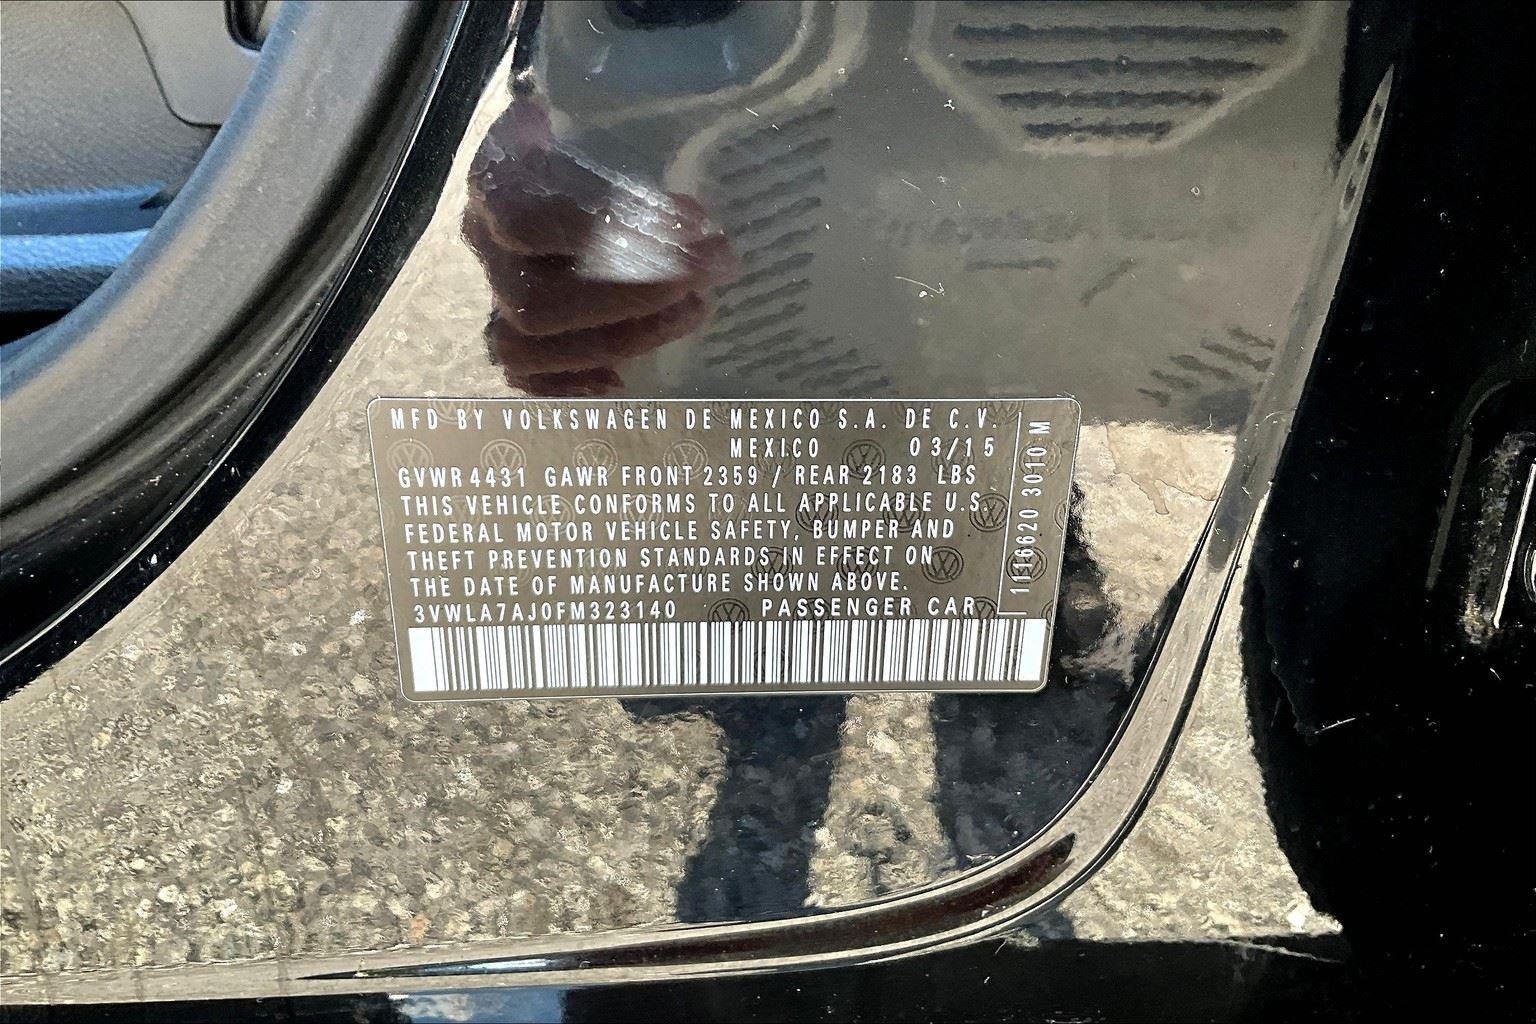 MFD BY VOLKSWAGEN DE MEXICO S.A. DE C.V.
MEXICO 03/15
GVWR 4431 GAWR FRONT 2359 / REAR 2183 LBS
THIS VEHICLE CONFORMS TO ALL APPLICABLE U.S.
FEDERAL MOTOR VEHICLE SAFETY, BUMPER AND
THEFT PREVENTION STANDARDS IN EFFECT ON
THE DATE OF MANUFACTURE SHOWN ABOVE.
3VWLA7AJ0FM323140 PASSENGER CAR
3010 M